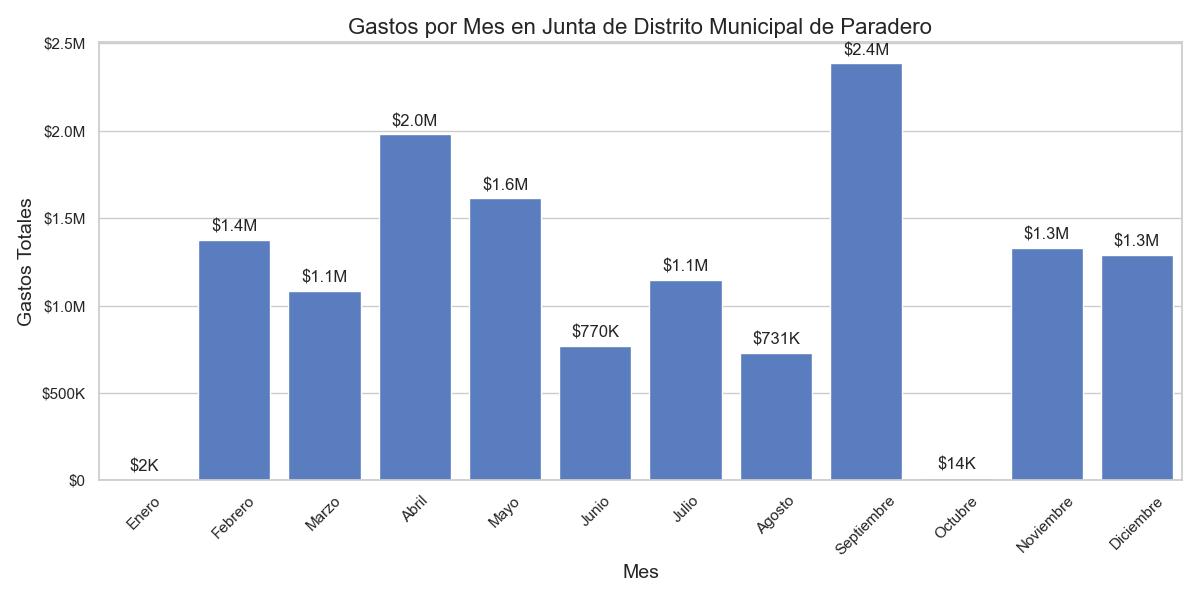 Gastos por Mes en Junta de Distrito Municipal de Paradero
Gastos Totales
$2.5M
$2.0M
$1.5M
$1.0M
$500K
$0
$2K
$1.4M
$1.1M
$2.0M
$1.6M
$770K
$1.1M
$731K
$2.4M
$14K
$1.3M
$1.3M
Enero
Febrero
Marzo
Abril
Mayo
Junio
Julio
Agosto
Septiembre
Octubre
Noviembre
Diciembre
Mes